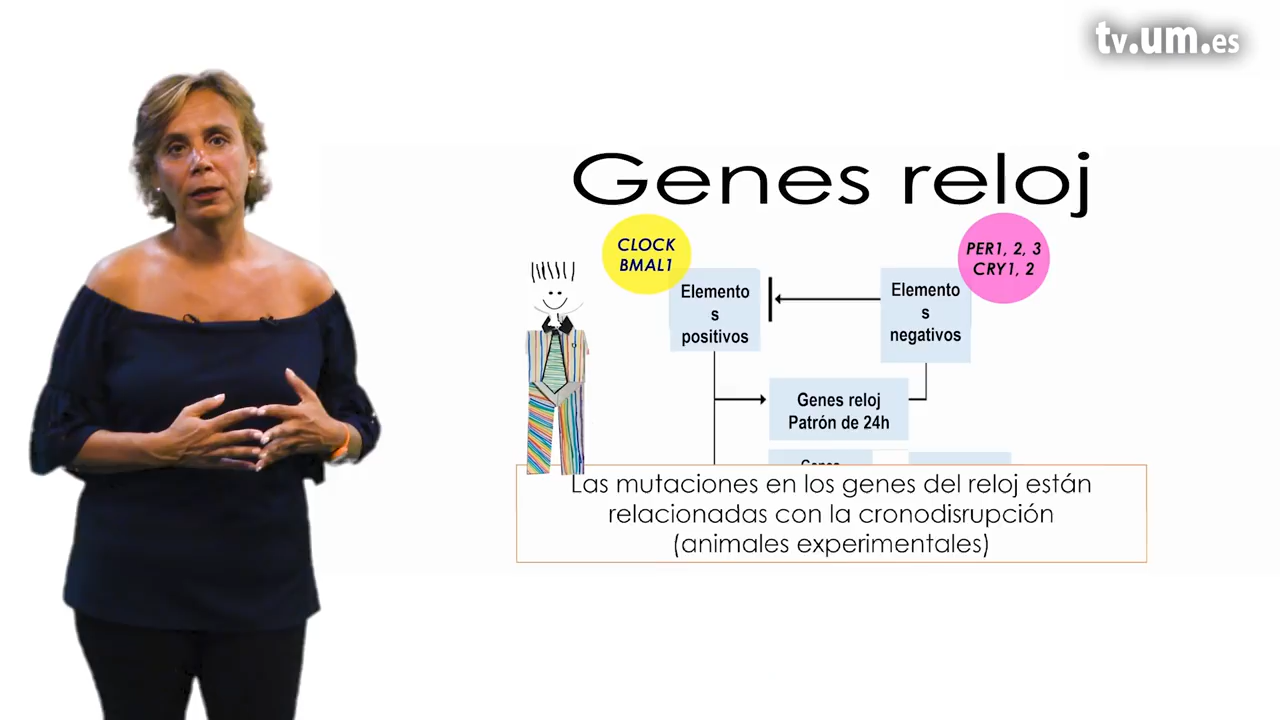 tv.um.es
Genes reloj
CLOCK
BMAL1
PER1, 2, 3
CRY1, 2
Elemento
s
positivos
Elemento
s
negativos
Genes reloj
Patrón de 24h
Las mutaciones en los genes del reloj están
relacionadas con la cronodisrupción
(animales experimentales)